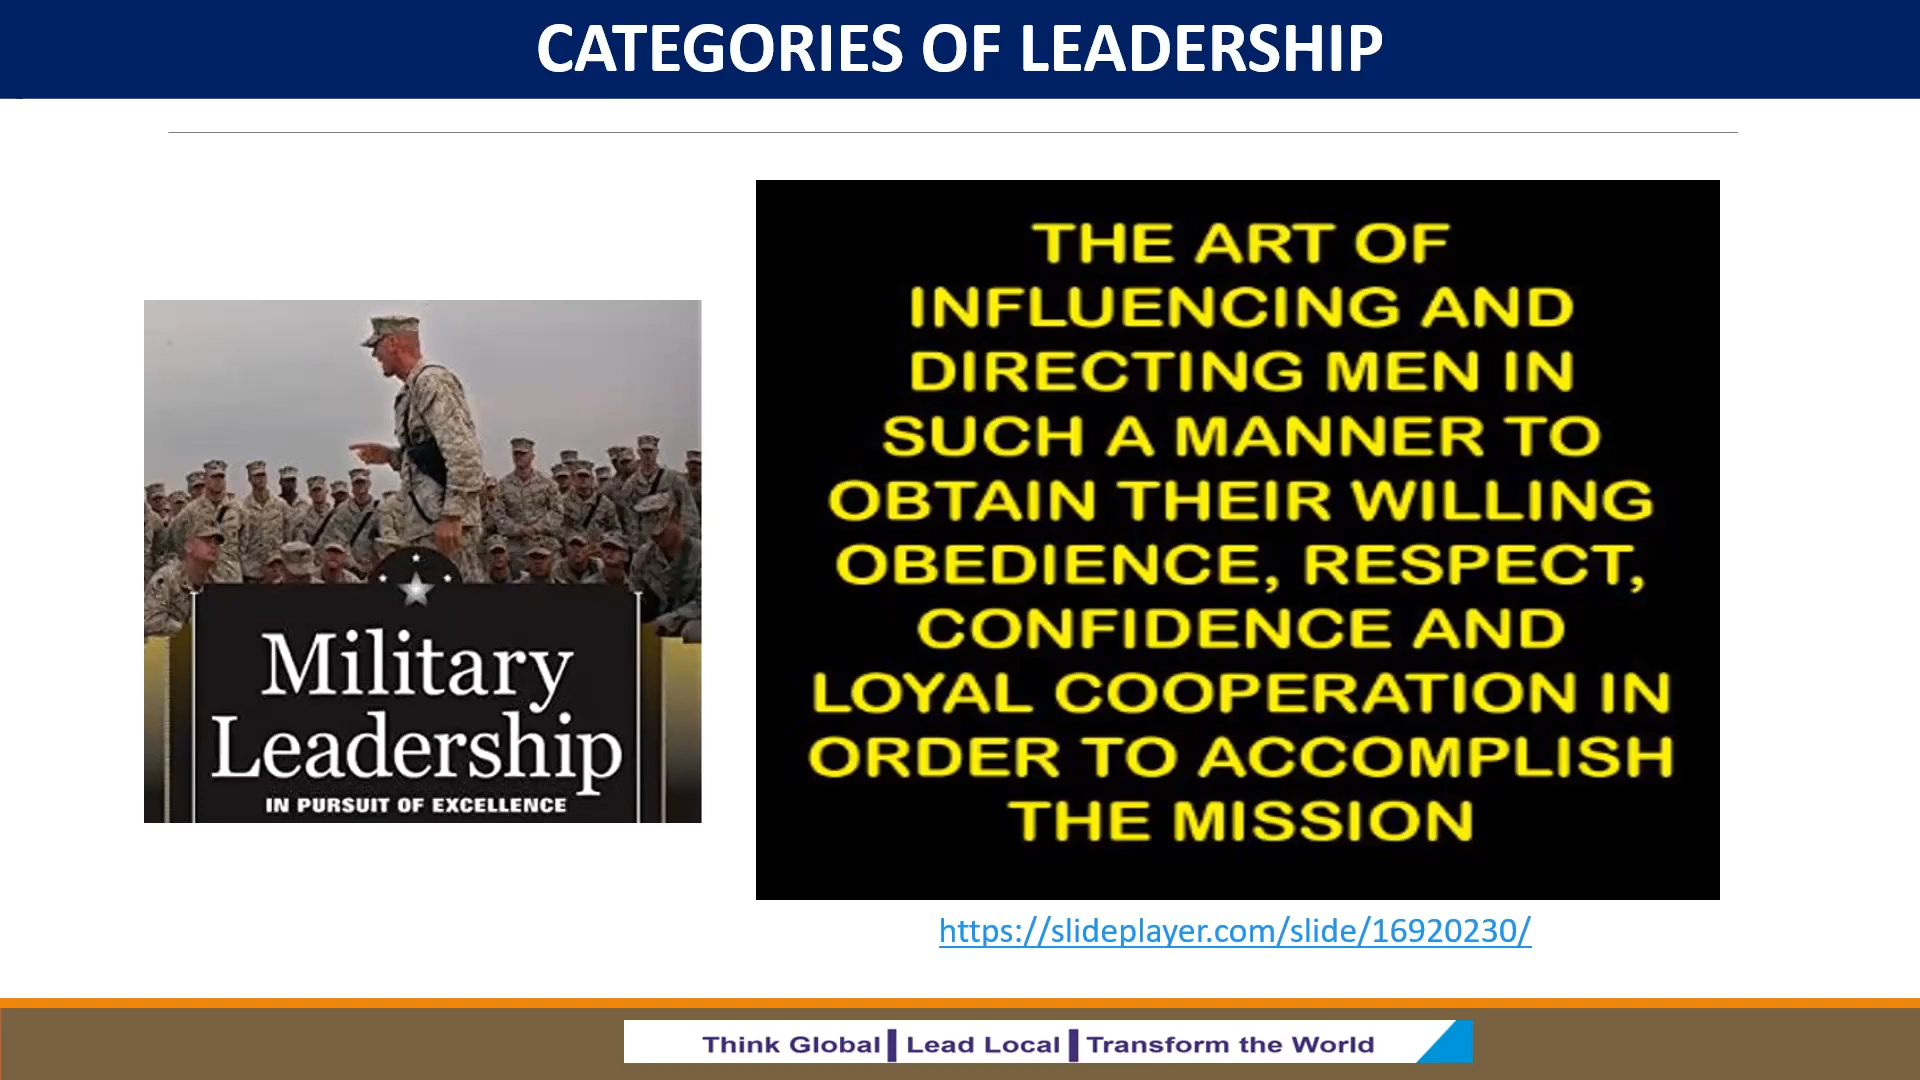 CATEGORIES OF LEADERSHIP
Military
Leadership
IN PURSUIT OF EXCELLENCE
THE ART OF
INFLUENCING AND
DIRECTING MEN IN
SUCH A MANNER TO
OBTAIN THEIR WILLING
OBEDIENCE, RESPECT,
CONFIDENCE AND
LOYAL COOPERATION IN
ORDER TO ACCOMPLISH
THE MISSION
https://slideplayer.com/slide/16920230/
Think Global Lead Local Transform the World